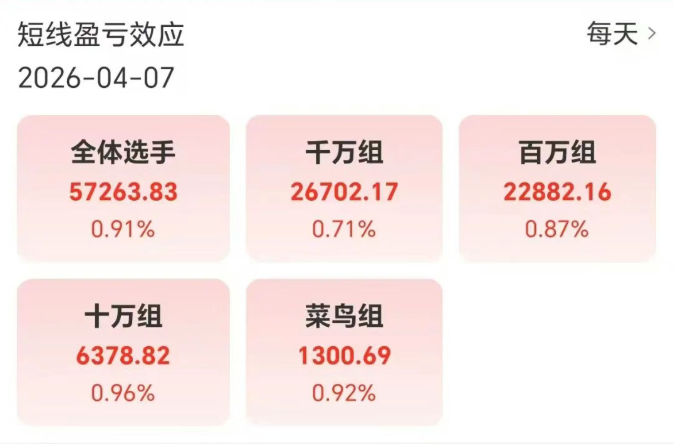 短线盈亏效应 每天 >
2026-04-07
全体选手 千万组 百万组
57263.83 26702.17 22882.16
0.91% 0.71% 0.87%
十万组 菜鸟组
6378.82 1300.69
0.96% 0.92%